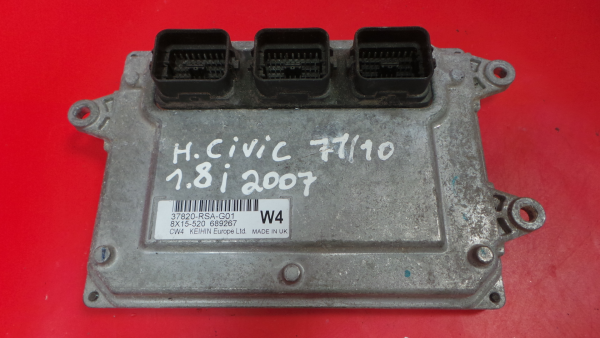 H. Civic 71/10
1.8i 2007
37820-RSA-G01
8X15-520 689267
W4
CW4 KEIHIN Europe Ltd. MADE IN UK